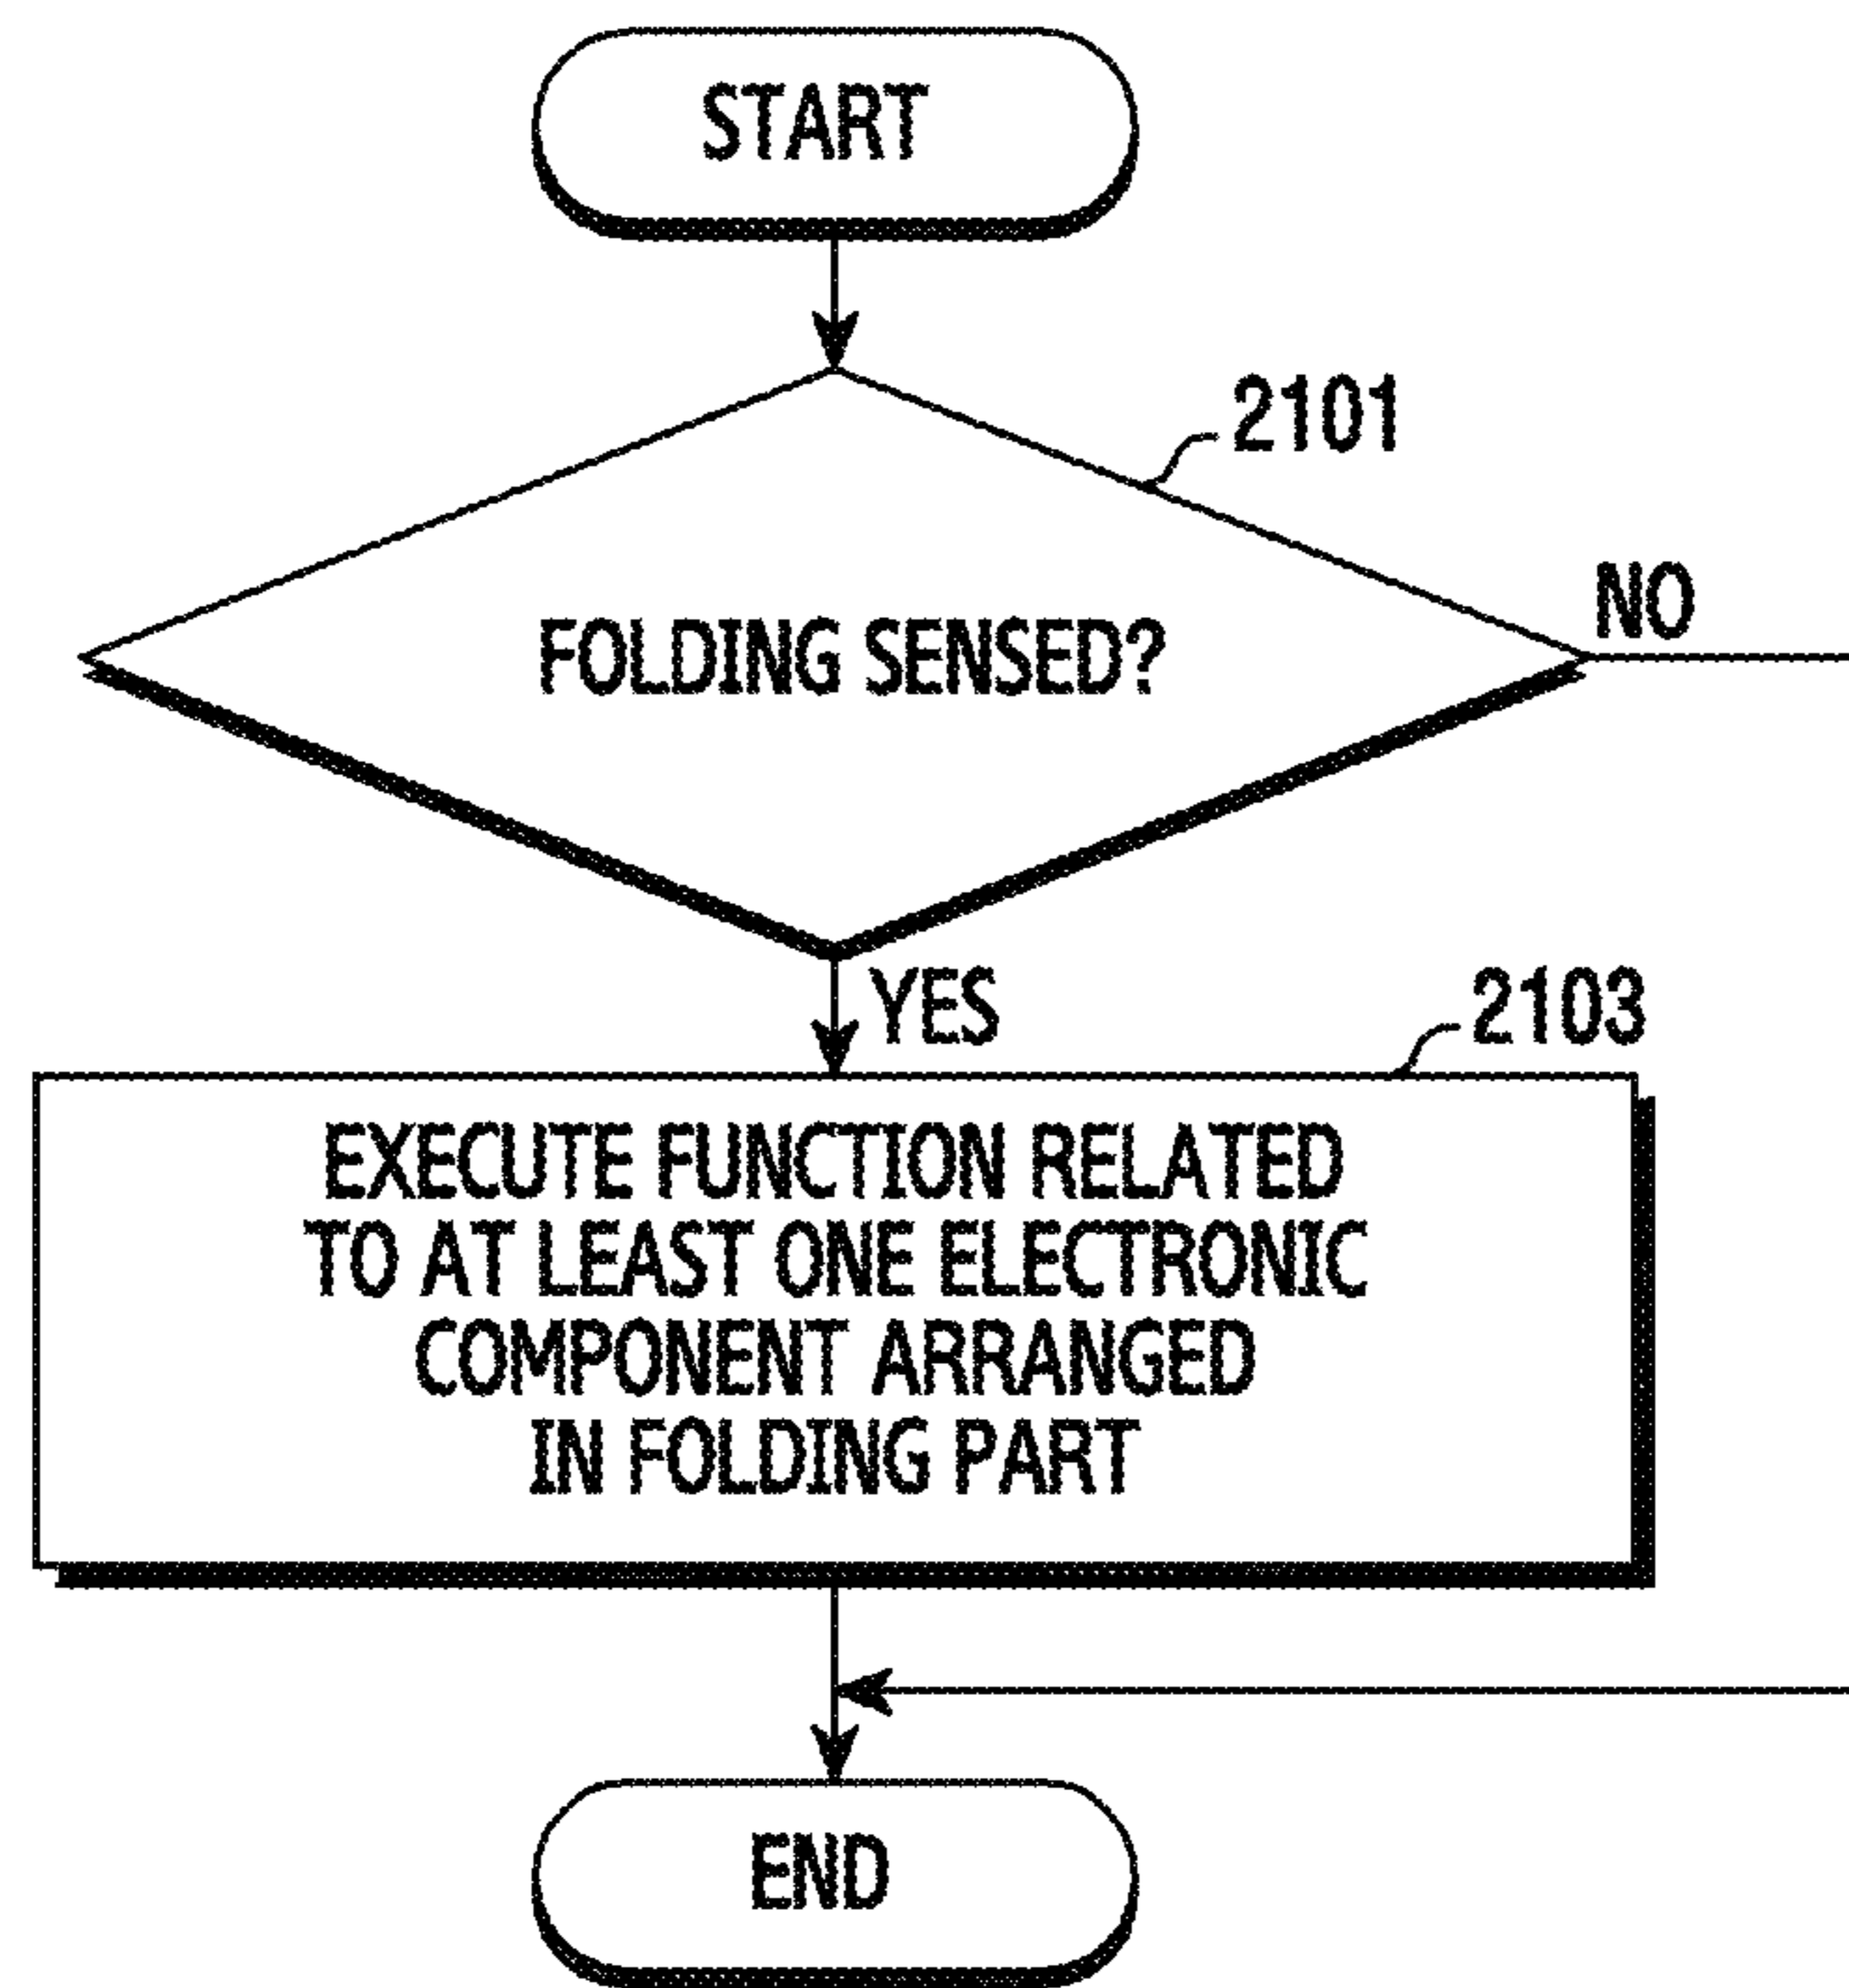 START
2101
FOLDING SENSED?
NO
YES
2103
EXECUTE FUNCTION RELATED
TO AT LEAST ONE ELECTRONIC
COMPONENT ARRANGED
IN FOLDING PART
END